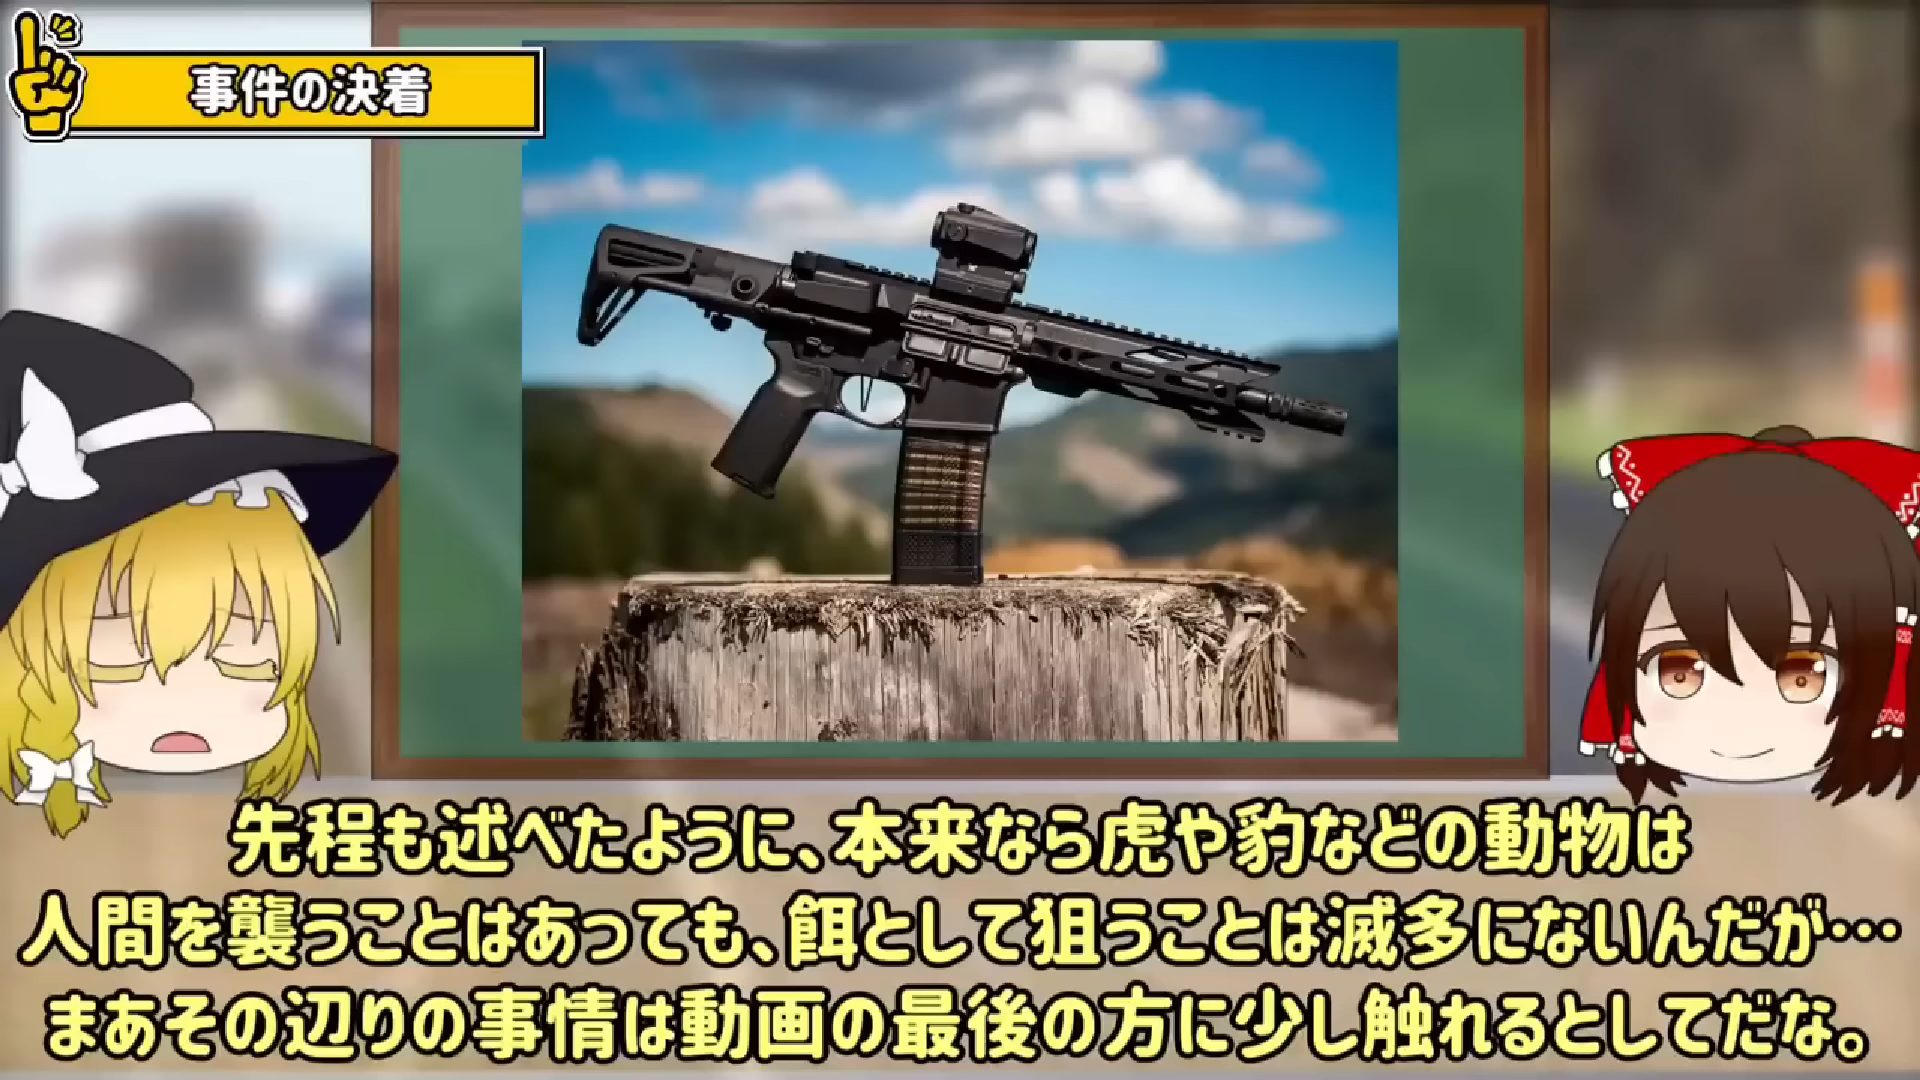 事件の決着
先程も述べたように、本来なら虎や豹などの動物は
人間を襲うことはあっても、餌として狙うことは滅多にないんだが…
まあその辺りの事情は動画の最後の方に少し触れるとしてだな。